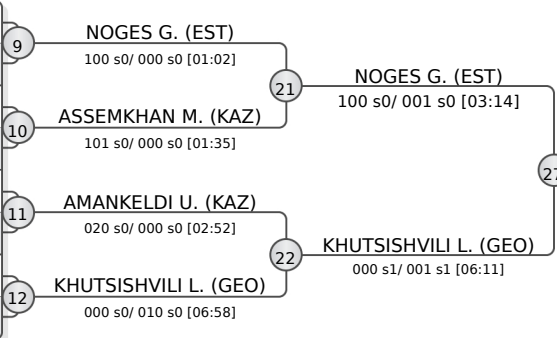 9
NOGES G. (EST)
100 s0/ 000 s0 [01:02]
21
NOGES G. (EST)
100 s0/ 001 s0 [03:14]
10
ASSEMKHAN M. (KAZ)
101 s0/ 000 s0 [01:35]
27
11
AMANKELDI U. (KAZ)
020 s0/ 000 s0 [02:52]
22
KHUTSISHVILI L. (GEO)
000 s1/ 001 s1 [06:11]
12
KHUTSISHVILI L. (GEO)
000 s0/ 010 s0 [06:58]